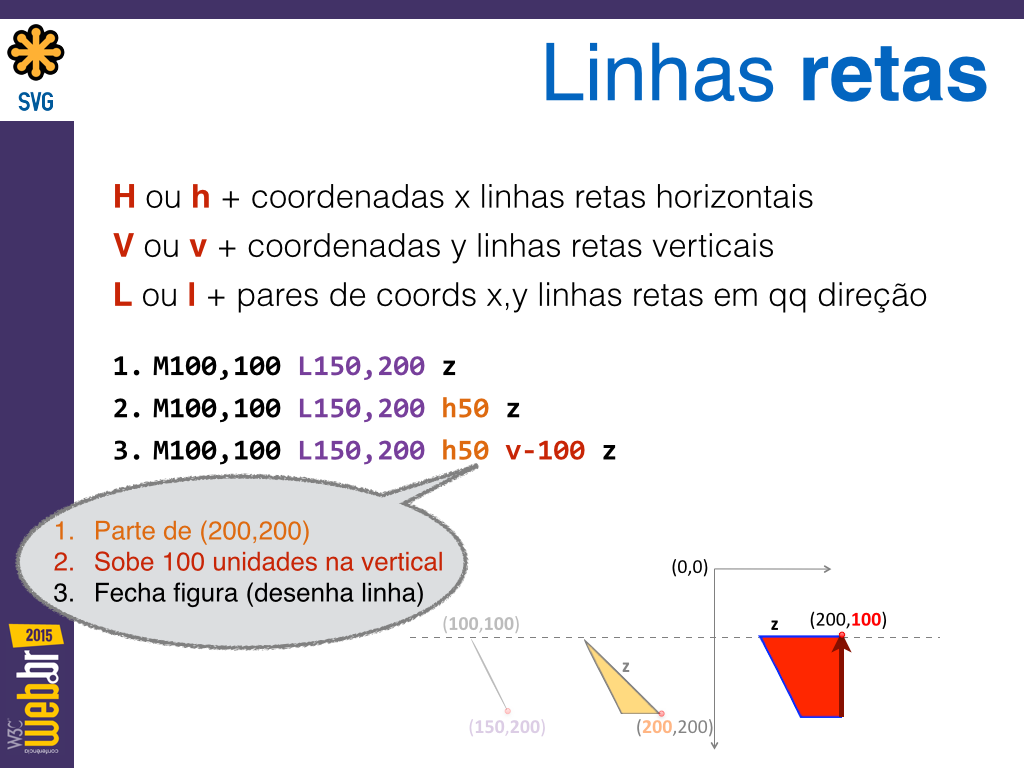 SVG
Linhas retas
H ou h + coordenadas x linhas retas horizontais
V ou v + coordenadas y linhas retas verticais
L ou l + pares de coords x,y linhas retas em qq direção
1. M100,100 L150,200 z
2. M100,100 L150,200 h50 z
3. M100,100 L150,200 h50 v-100 z
1. Parte de (200,200)
2. Sobe 100 unidades na vertical
3. Fecha figura (desenha linha)
(0,0)
(100,100)
z
z
(200,100)
(150,200)
(200,200)
2015
W3C conferência web.br